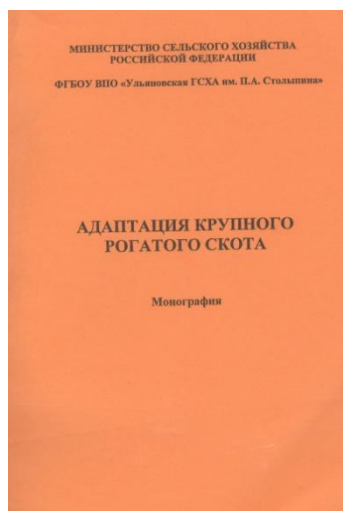 МИНИСТЕРСТВО СЕЛЬСКОГО ХОЗЯЙСТВА
РОССИЙСКОЙ ФЕДЕРАЦИИ
ФГБОУ ВПО «Ульяновская ГСХА им. П.А. Столыпина»
АДАПТАЦИЯ КРУПНОГО
РОГАТОГО СКОТА
Монография